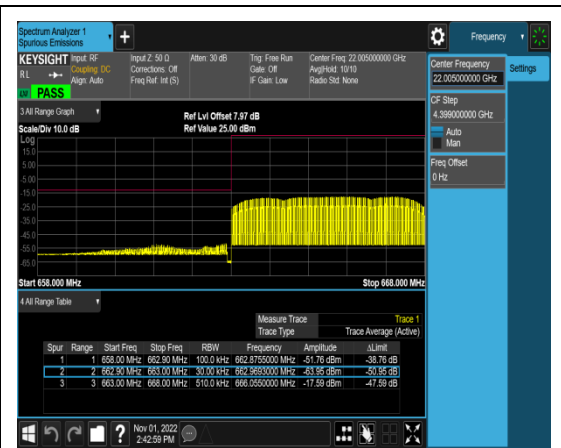 Spectrum Analyzer 1
Spurious Emissions
Frequency
KEYSIGHT
Input: RF
Coupling: DC
Align: Auto
Input Z: 50 Ω
Corrections: Off
Freq Ref: Int (S)
Atten: 30 dB
Trig: Free Run
Gate: Off
IF Gain: Low
Center Freq: 22.005000000 GHz
Avg|Hold: 10/10
Radio Std: None
RL
PASS
Center Frequency
22.005000000 GHz
Settings
CF Step
4.399000000 GHz
Auto
Man
Freq Offset
0 Hz
3 All Range Graph
Scale/Div 10.0 dB
Ref Lvl Offset 7.97 dB
Ref Value 25.00 dBm
Log
15.0
5.00
-5.00
-15.0
-25.0
-35.0
-45.0
-55.0
-65.0
Start 658.000 MHz
Stop 668.000 MHz
4 All Range Table
Measure Trace Trace 1
Trace Type Trace Average (Active)
Spur Range Start Freq Stop Freq RBW Frequency Amplitude ΔLimit
1 1 658.00 MHz 662.90 MHz 100.0 kHz 662.8755000 MHz -51.76 dBm -38.76 dB
2 2 662.90 MHz 663.00 MHz 30.00 kHz 662.9693000 MHz -63.95 dBm -50.95 dB
3 3 663.00 MHz 668.00 MHz 510.0 kHz 666.0550000 MHz -17.59 dBm -47.59 dB
Nov 01, 2022
2:42:59 PM